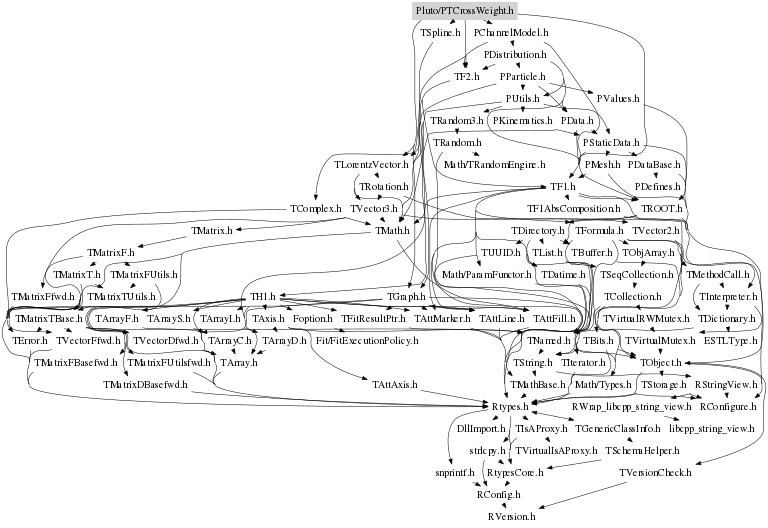 Pluto/PTCrossWeight.h
TSpline.h PChannelModel.h
PDistribution.h
TF2.h PParticle.h
PUtils.h PValues.h
TRandom3.h PKinematics.h PData.h
TRandom.h PStaticData.h
TLorentzVector.h Math/TRandomEngine.h PMesh.h PDataBase.h
TRotation.h TF1.h PDefines.h
TComplex.h TVector3.h TF1AbsComposition.h TROOT.h
TMatrix.h TMath.h TDirectory.h TFormula.h TVector2.h
TMatrixF.h TUUID.h TList.h TBuffer.h TObjArray.h
TMatrixT.h TMatrixFUtils.h Math/ParamFunctor.h TDatime.h TSeqCollection.h TMethodCall.h
TMatrixFfwd.h TMatrixTUtils.h TH1.h TGraph.h TCollection.h TInterpreter.h
TMatrixTBase.h TArrayF.h TArrayS.h TArrayI.h TAxis.h Foption.h TFitResultPtr.h TAttMarker.h TAttLine.h TAttFill.h TVirtualRWMutex.h TDictionary.h
TError.h TVectorFfwd.h TVectorDfwd.h TArrayC.h TArrayD.h Fit/FitExecutionPolicy.h TNamed.h TBits.h TVirtualMutex.h ESTLType.h
TMatrixFBasefwd.h TMatrixFUtilsfwd.h TArray.h TString.h TIterator.h TObject.h
TMatrixDBasefwd.h TAttAxis.h TMathBase.h Math/Types.h TStorage.h RStringView.h
Rtypes.h RWrap_libcpp_string_view.h RConfigure.h
DllImport.h TIsAProxy.h TGenericClassInfo.h libcpp_string_view.h
strlcpy.h TVirtualIsAProxy.h TSchemaHelper.h
snprintf.h RtypesCore.h TVersionCheck.h
RConfig.h
RVersion.h